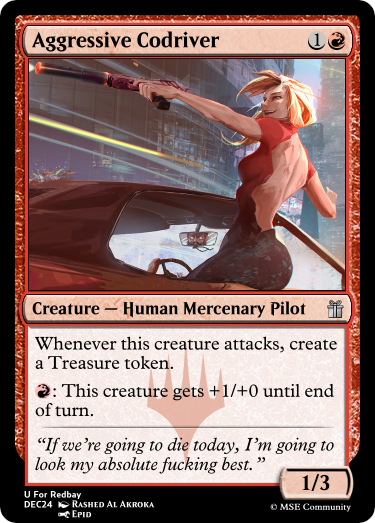 Aggressive Codriver 1
Creature — Human Mercenary Pilot
Whenever this creature attacks, create
a Treasure token.
: This creature gets +1/+0 until end
of turn.
“If we’re going to die today, I’m going to
look my absolute fucking best.”
1/3
U For Redbay
DEC24 Rashed Al Akroka
Epid
© MSE Community